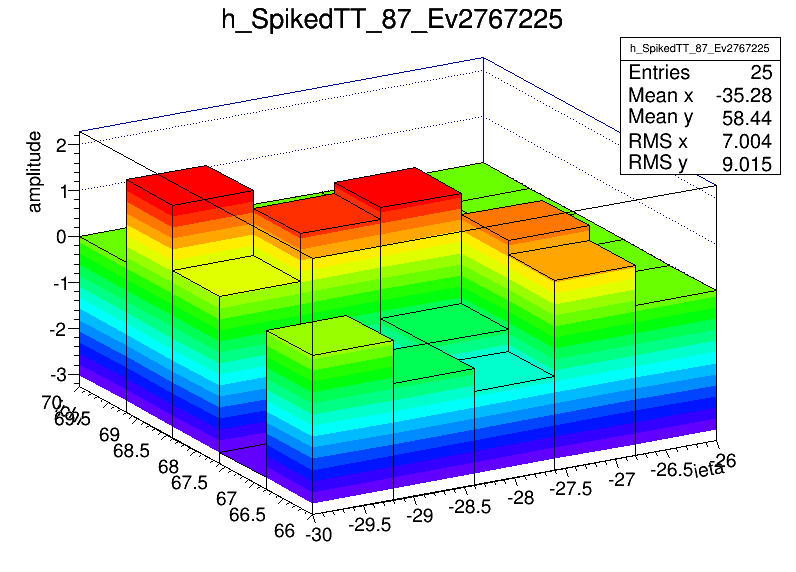 h_SpikedTT_87_Ev2767225
h_SpikedTT_87_Ev2767225
Entries 25
Mean x -35.28
Mean y 58.44
RMS x 7.004
RMS y 9.015
amplitude
2
1
0
-1
-2
-3
70
69.5
69
68.5
68
67.5
67
66.5
66
-30
-29.5
-29
-28.5
-28
-27.5
-27
-26.5
ieta
-26